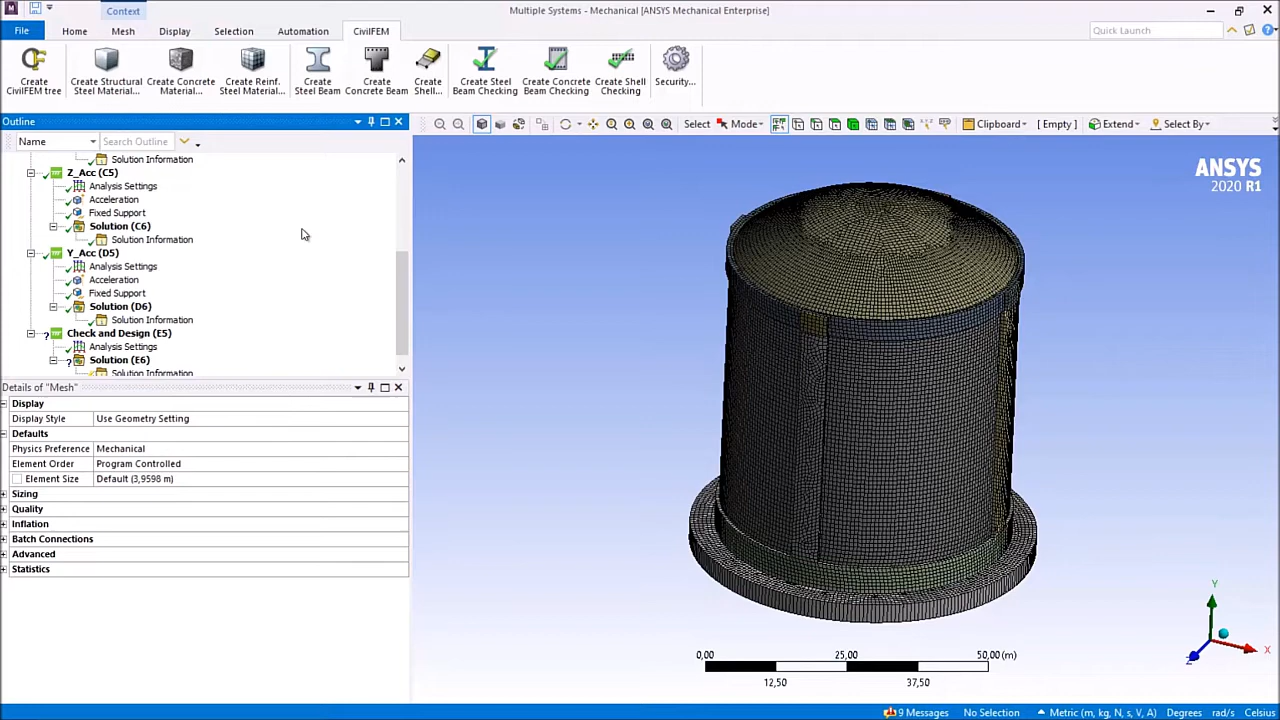 Context
Multiple Systems - Mechanical [ANSYS Mechanical Enterprise]
File Home Mesh Display Selection Automation CivilFEM
Quick Launch
Create CivilFEM tree
Create Structural Steel Material...
Create Concrete Material...
Create Reinf. Steel Material...
Create Steel Beam
Create Concrete Beam
Create Shell...
Create Steel Beam Checking
Create Concrete Beam Checking
Create Shell Checking
Security...
Outline
Name Search Outline
Select Mode Clipboard [ Empty ] Extend Select By
Solution Information
Z_Acc (C5)
Analysis Settings
Acceleration
Fixed Support
Solution (C6)
Solution Information
Y_Acc (D5)
Analysis Settings
Acceleration
Fixed Support
Solution (D6)
Solution Information
Check and Design (E5)
Analysis Settings
Solution (E6)
Solution Information
Details of "Mesh"
Display
Display Style Use Geometry Setting
Defaults
Physics Preference Mechanical
Element Order Program Controlled
Element Size Default (3,9598 m)
Sizing
Quality
Inflation
Batch Connections
Advanced
Statistics
ANSYS
2020 R1
0,00 25,00 50,00 (m)
12,50 37,50
Y
X
Z
9 Messages No Selection Metric (m, kg, N, s, V, A) Degrees rad/s Celsius